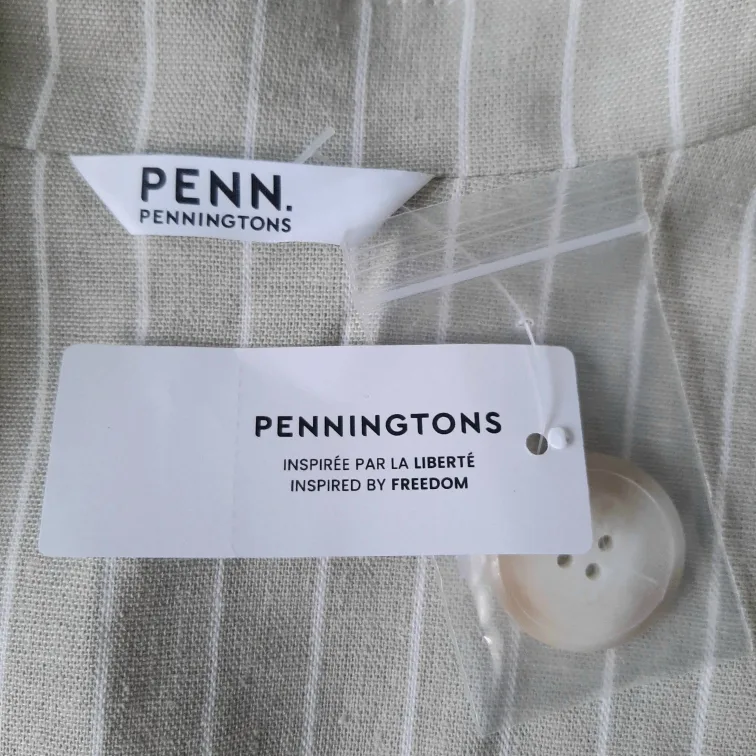 PENN.
PENNINGTONS
PENNINGTONS
INSPIRÉE PAR LA LIBERTÉ
INSPIRED BY FREEDOM